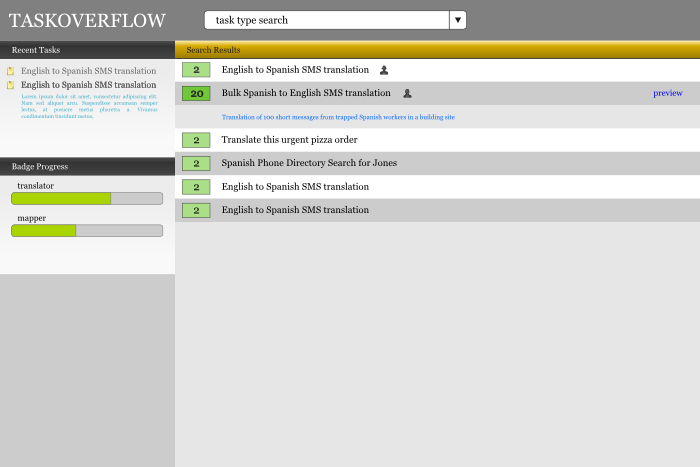 TASKOVERFLOW
task type search
Recent Tasks
English to Spanish SMS translation
English to Spanish SMS translation
Lorem ipsum dolor sit amet, consectetur adipiscing elit.
Nam sed aliquet arcu. Suspendisse accumsan semper
lectus, at posuere metus pharetra a. Vivamus
condimentum tincidunt metus.
Badge Progress
translator
mapper
Search Results
2 English to Spanish SMS translation
20 Bulk Spanish to English SMS translation preview
Translation of 100 short messages from trapped Spanish workers in a building site
2 Translate this urgent pizza order
2 Spanish Phone Directory Search for Jones
2 English to Spanish SMS translation
2 English to Spanish SMS translation